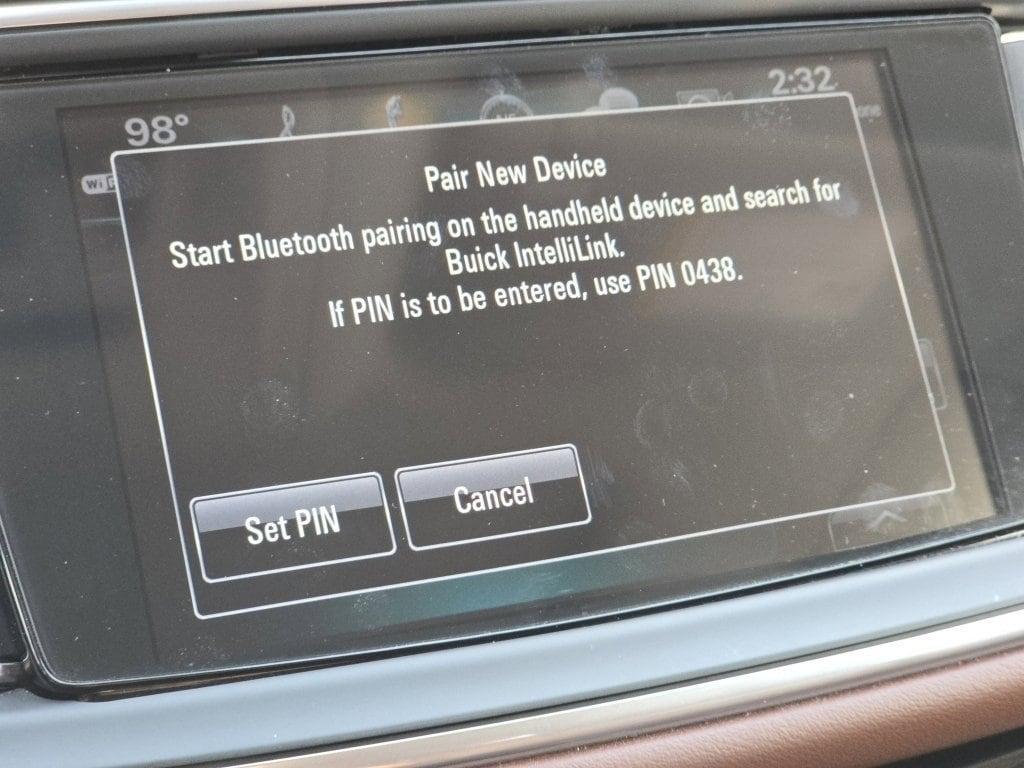 98°
2:32
Pair New Device
Start Bluetooth pairing on the handheld device and search for
Buick IntelliLink.
If PIN is to be entered, use PIN 0438.
Set PIN
Cancel